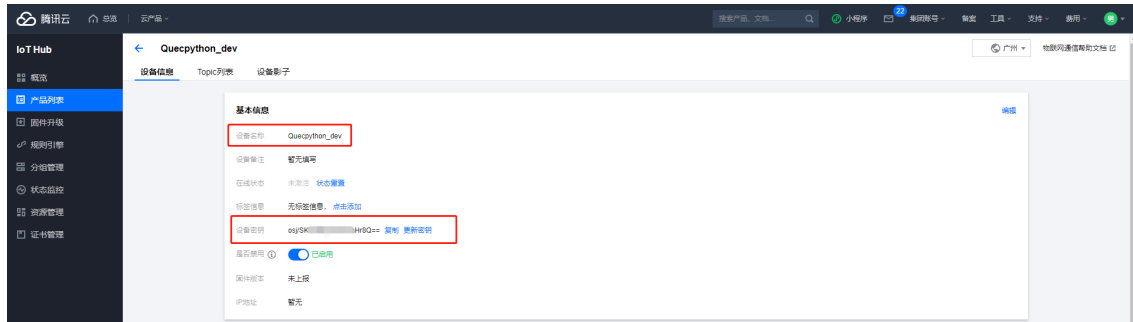 腾讯云 总览 云产品 搜索产品、文档... 小程序 22 集团账号 备案 工具 支持 费用
IoT Hub Quecpython_dev 广州 物联网通信帮助文档
设备信息 Topic列表 设备影子
概览
产品列表
固件升级
规则引擎
分组管理
状态监控
资源管理
证书管理
基本信息 编辑
设备名称 Quecpython_dev
设备备注 暂无填写
在线状态 未激活 状态重置
标签信息 无标签信息，点击添加
设备密钥 osj/SK Hr8Q== 复制 更新密钥
是否禁用 已启用
固件版本 未上报
IP地址 暂无